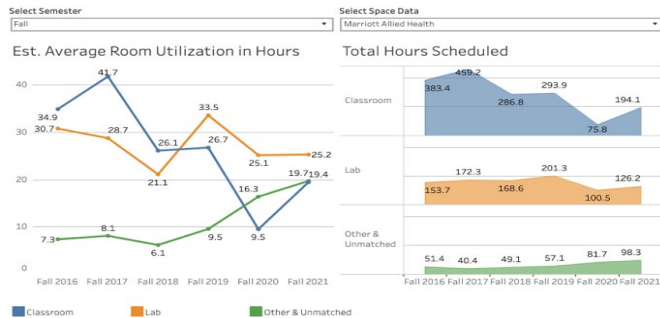 Select Semester
Fall
Select Space Data
Marriott Allied Health
Est. Average Room Utilization in Hours
40
30
20
10
0
34.9
41.7
26.1
26.7
9.5
19.4
30.7
28.7
21.1
33.5
25.1
25.2
7.3
8.1
6.1
9.5
16.3
19.7
Fall 2016 Fall 2017 Fall 2018 Fall 2019 Fall 2020 Fall 2021
Classroom Lab Other & Unmatched
Total Hours Scheduled
Classroom
383.4 459.2 286.8 293.9 75.8 194.1
Lab
153.7 172.3 168.6 201.3 100.5 126.2
Other &
Unmatched
51.4 40.4 49.1 57.1 81.7 98.3
Fall 2016 Fall 2017 Fall 2018 Fall 2019 Fall 2020 Fall 2021